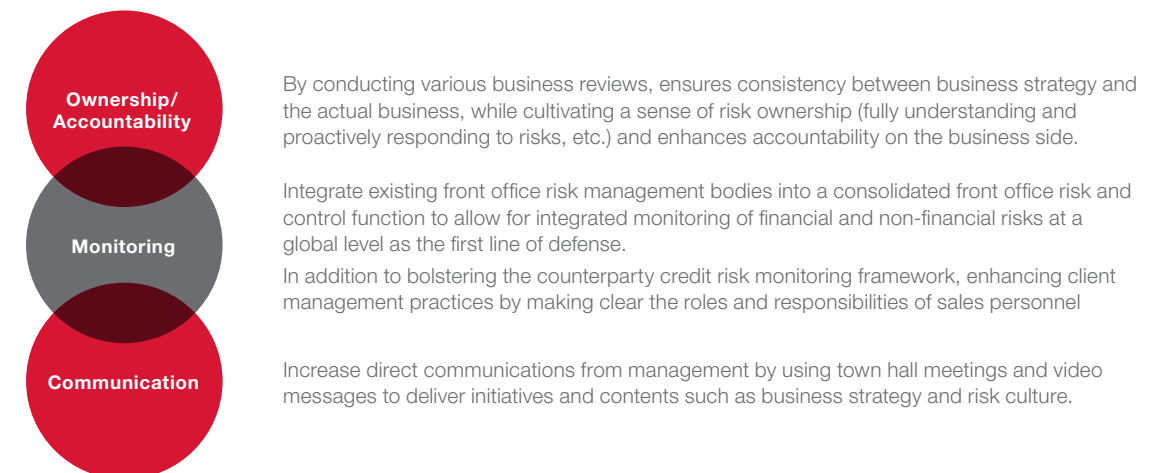 Ownership/
Accountability
By conducting various business reviews, ensures consistency between business strategy and
the actual business, while cultivating a sense of risk ownership (fully understanding and
proactively responding to risks, etc.) and enhances accountability on the business side.
Monitoring
Integrate existing front office risk management bodies into a consolidated front office risk and
control function to allow for integrated monitoring of financial and non-financial risks at a
global level as the first line of defense.
In addition to bolstering the counterparty credit risk monitoring framework, enhancing client
management practices by making clear the roles and responsibilities of sales personnel
Communication
Increase direct communications from management by using town hall meetings and video
messages to deliver initiatives and contents such as business strategy and risk culture.